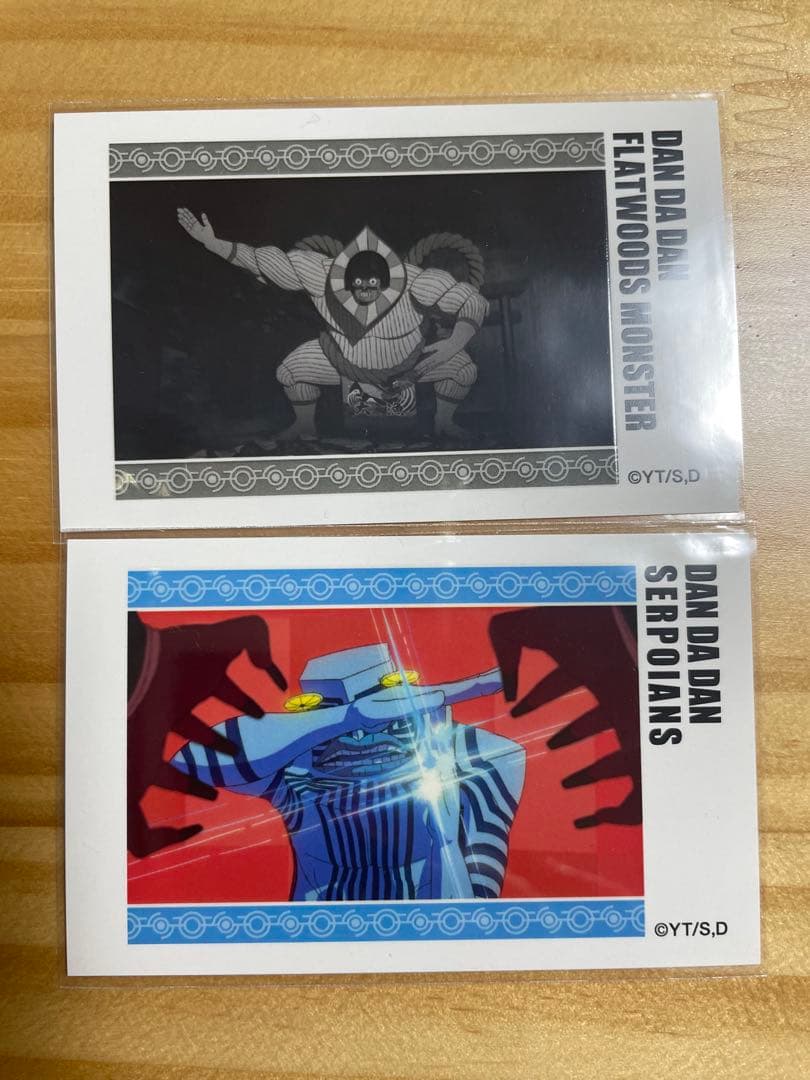 DAN DA DAN
FLATWOODS MONSTER
©YT/S,D
DAN DA DAN
SERPOIANS
©YT/S,D